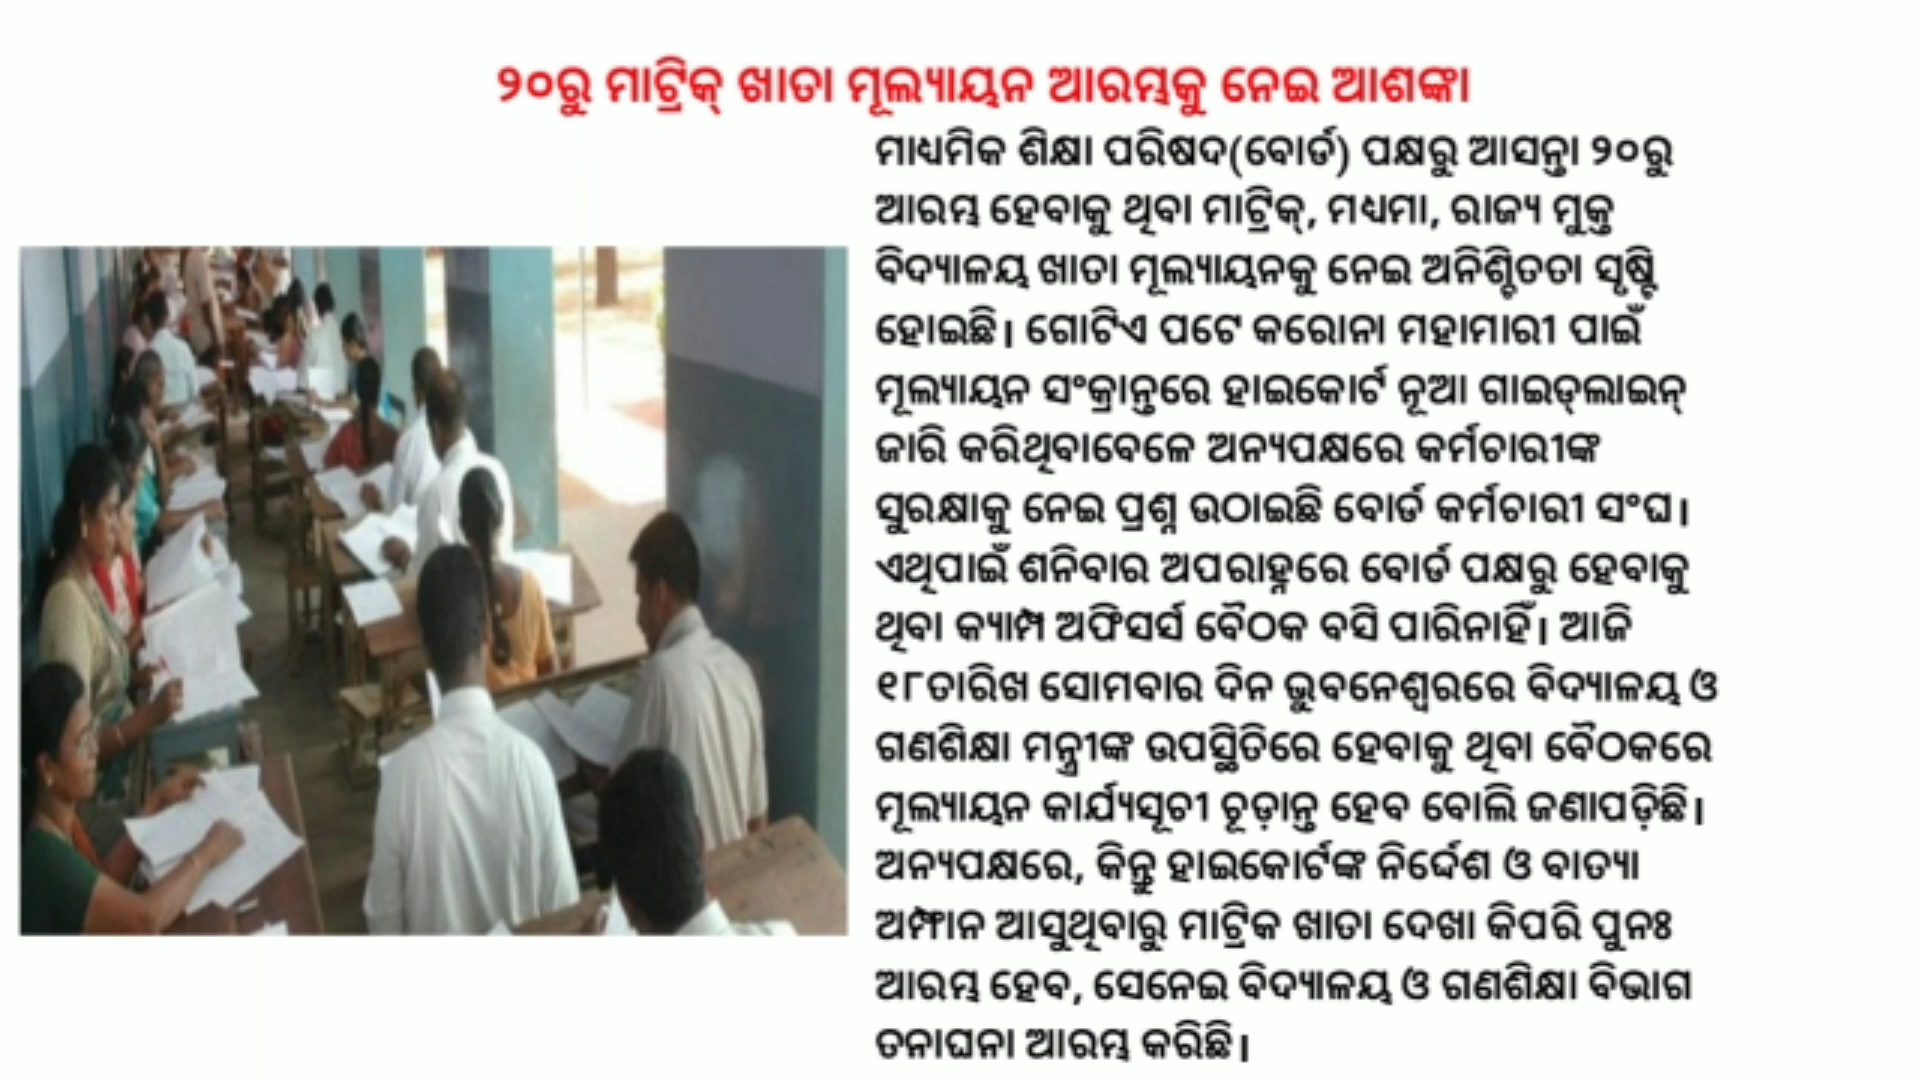 ୨୦ରୁ ମାଟ୍ରିକ୍ ଖାତା ମୂଲ୍ୟାୟନ ଆରମ୍ଭକୁ ନେଇ ଆଶଙ୍କା
ମାଧ୍ୟମିକ ଶିକ୍ଷା ପରିଷଦ(ବୋର୍ଡ) ପକ୍ଷରୁ ଆସନ୍ତା ୨୦ରୁ
ଆରମ୍ଭ ହେବାକୁ ଥିବା ମାଟ୍ରିକ୍, ମଧ୍ୟମା, ରାଜ୍ୟ ମୁକ୍ତ
ବିଦ୍ୟାଳୟ ଖାତା ମୂଲ୍ୟାୟନକୁ ନେଇ ଅନିଶ୍ଚିତତା ସୃଷ୍ଟି
ହୋଇଛି। ଗୋଟିଏ ପଟେ କରୋନା ମହାମାରୀ ପାଇଁ
ମୂଲ୍ୟାୟନ ସଂକ୍ରାନ୍ତରେ ହାଇକୋର୍ଟ ନୂଆ ଗାଇଡ୍‌ଲାଇନ୍
ଜାରି କରିଥିବାବେଳେ ଅନ୍ୟପକ୍ଷରେ କର୍ମଚାରୀଙ୍କ
ସୁରକ୍ଷାକୁ ନେଇ ପ୍ରଶ୍ନ ଉଠାଇଛି ବୋର୍ଡ କର୍ମଚାରୀ ସଂଘ।
ଏଥିପାଇଁ ଶନିବାର ଅପରାହ୍ନରେ ବୋର୍ଡ ପକ୍ଷରୁ ହେବାକୁ
ଥିବା କ୍ୟାମ୍ପ ଅଫିସର୍ସ ବୈଠକ ବସି ପାରିନାହିଁ। ଆଜି
୧୮ତାରିଖ ସୋମବାର ଦିନ ଭୁବନେଶ୍ୱରରେ ବିଦ୍ୟାଳୟ ଓ
ଗଣଶିକ୍ଷା ମନ୍ତ୍ରୀଙ୍କ ଉପସ୍ଥିତିରେ ହେବାକୁ ଥିବା ବୈଠକରେ
ମୂଲ୍ୟାୟନ କାର୍ଯ୍ୟସୂଚୀ ଚୂଡ଼ାନ୍ତ ହେବ ବୋଲି ଜଣାପଡ଼ିଛି।
ଅନ୍ୟପକ୍ଷରେ, କିନ୍ତୁ ହାଇକୋର୍ଟଙ୍କ ନିର୍ଦ୍ଦେଶ ଓ ବାତ୍ୟା
ଅମ୍ଫାନ ଆସୁଥିବାରୁ ମାଟ୍ରିକ ଖାତା ଦେଖା କିପରି ପୁନଃ
ଆରମ୍ଭ ହେବ, ସେନେଇ ବିଦ୍ୟାଳୟ ଓ ଗଣଶିକ୍ଷା ବିଭାଗ
ତନାଘନା ଆରମ୍ଭ କରିଛି।